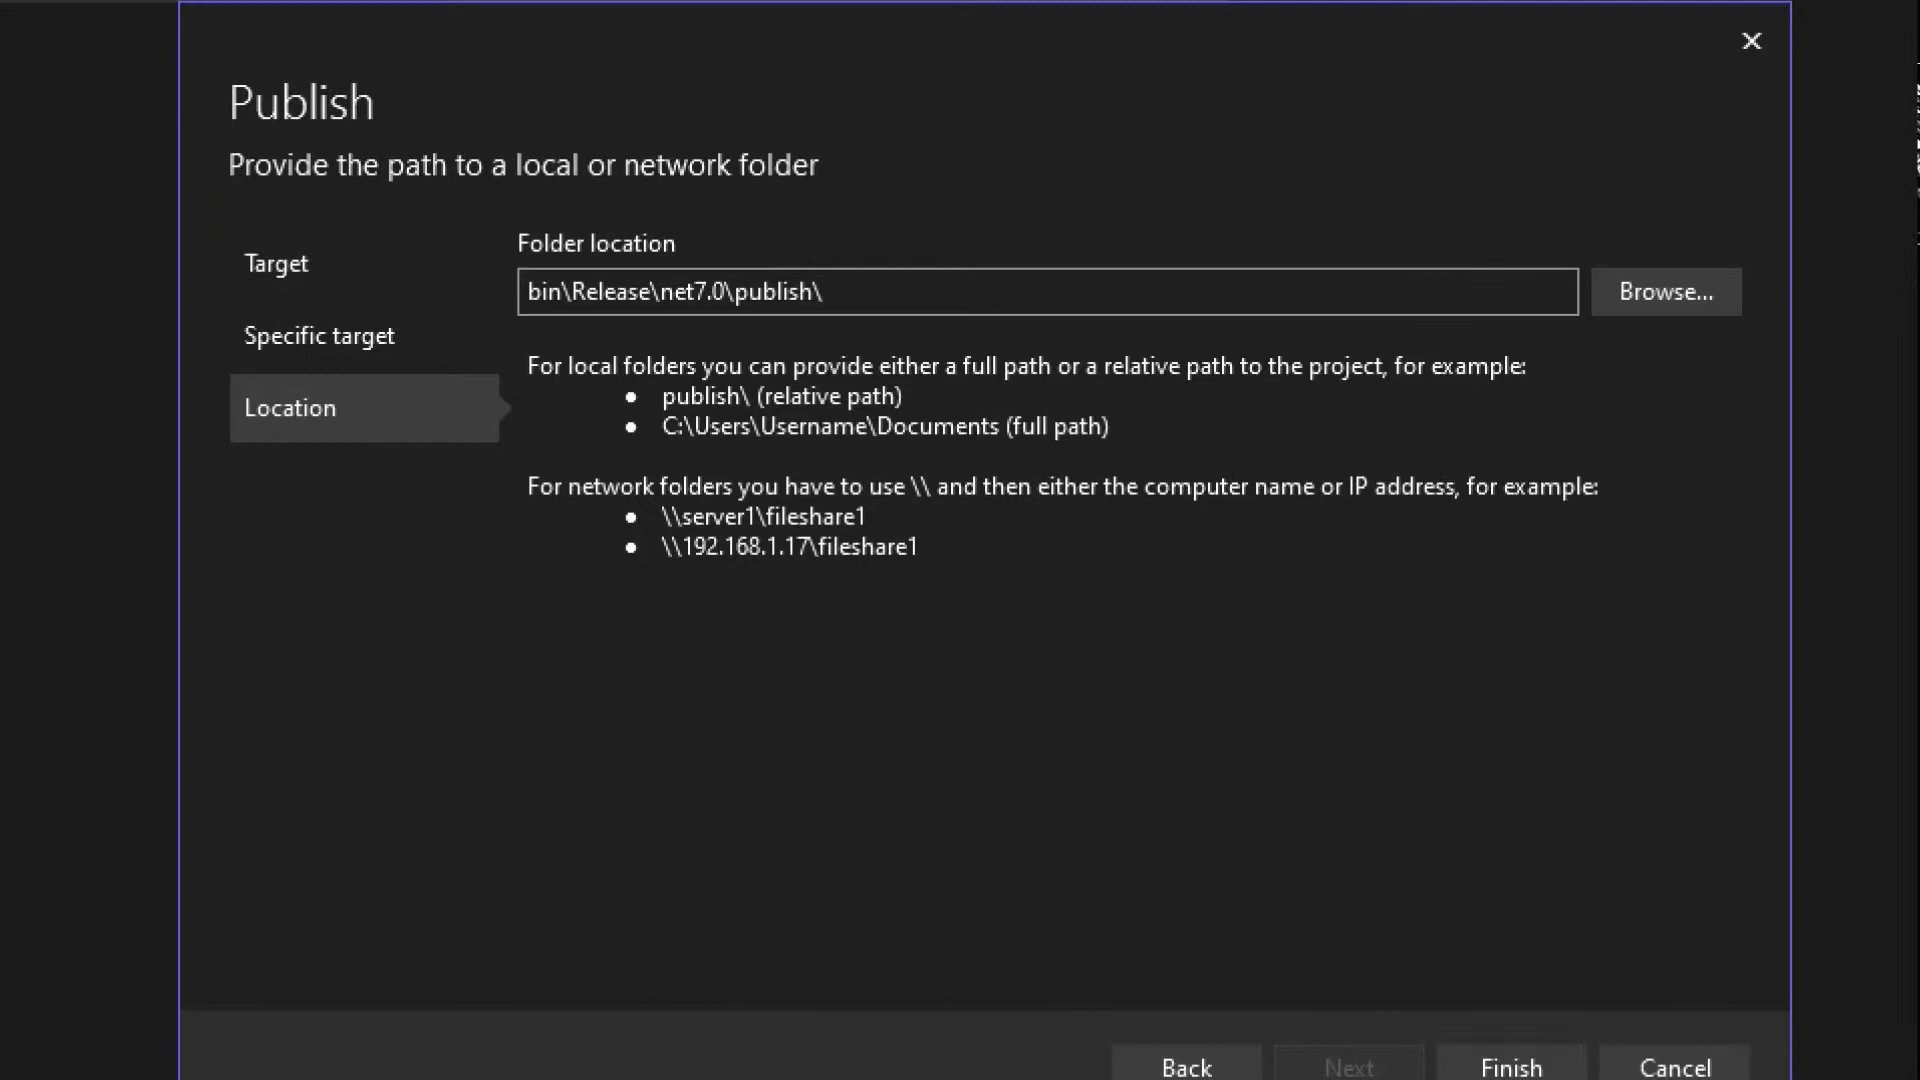 Publish
Provide the path to a local or network folder
Target
Specific target
Location
Folder location
bin\Release\net7.0\publish\
Browse...
For local folders you can provide either a full path or a relative path to the project, for example:
● publish\ (relative path)
● C:\Users\Username\Documents (full path)
For network folders you have to use \\ and then either the computer name or IP address, for example:
● \\server1\fileshare1
● \\192.168.1.17\fileshare1
Back
Next
Finish
Cancel